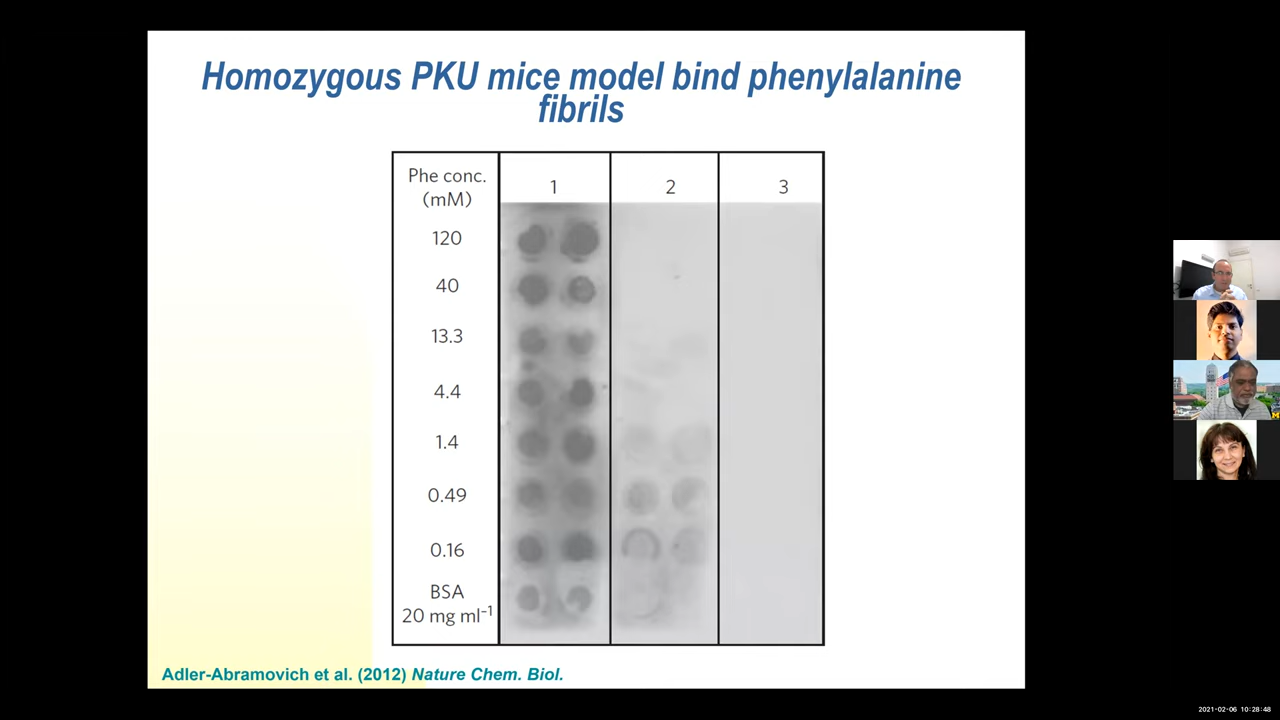 Homozygous PKU mice model bind phenylalanine
fibrils
Phe conc.
(mM)
1
2
3
120
40
13.3
4.4
1.4
0.49
0.16
BSA
20 mg ml⁻¹
Adler-Abramovich et al. (2012) Nature Chem. Biol.
2021-02-06 10:28:48